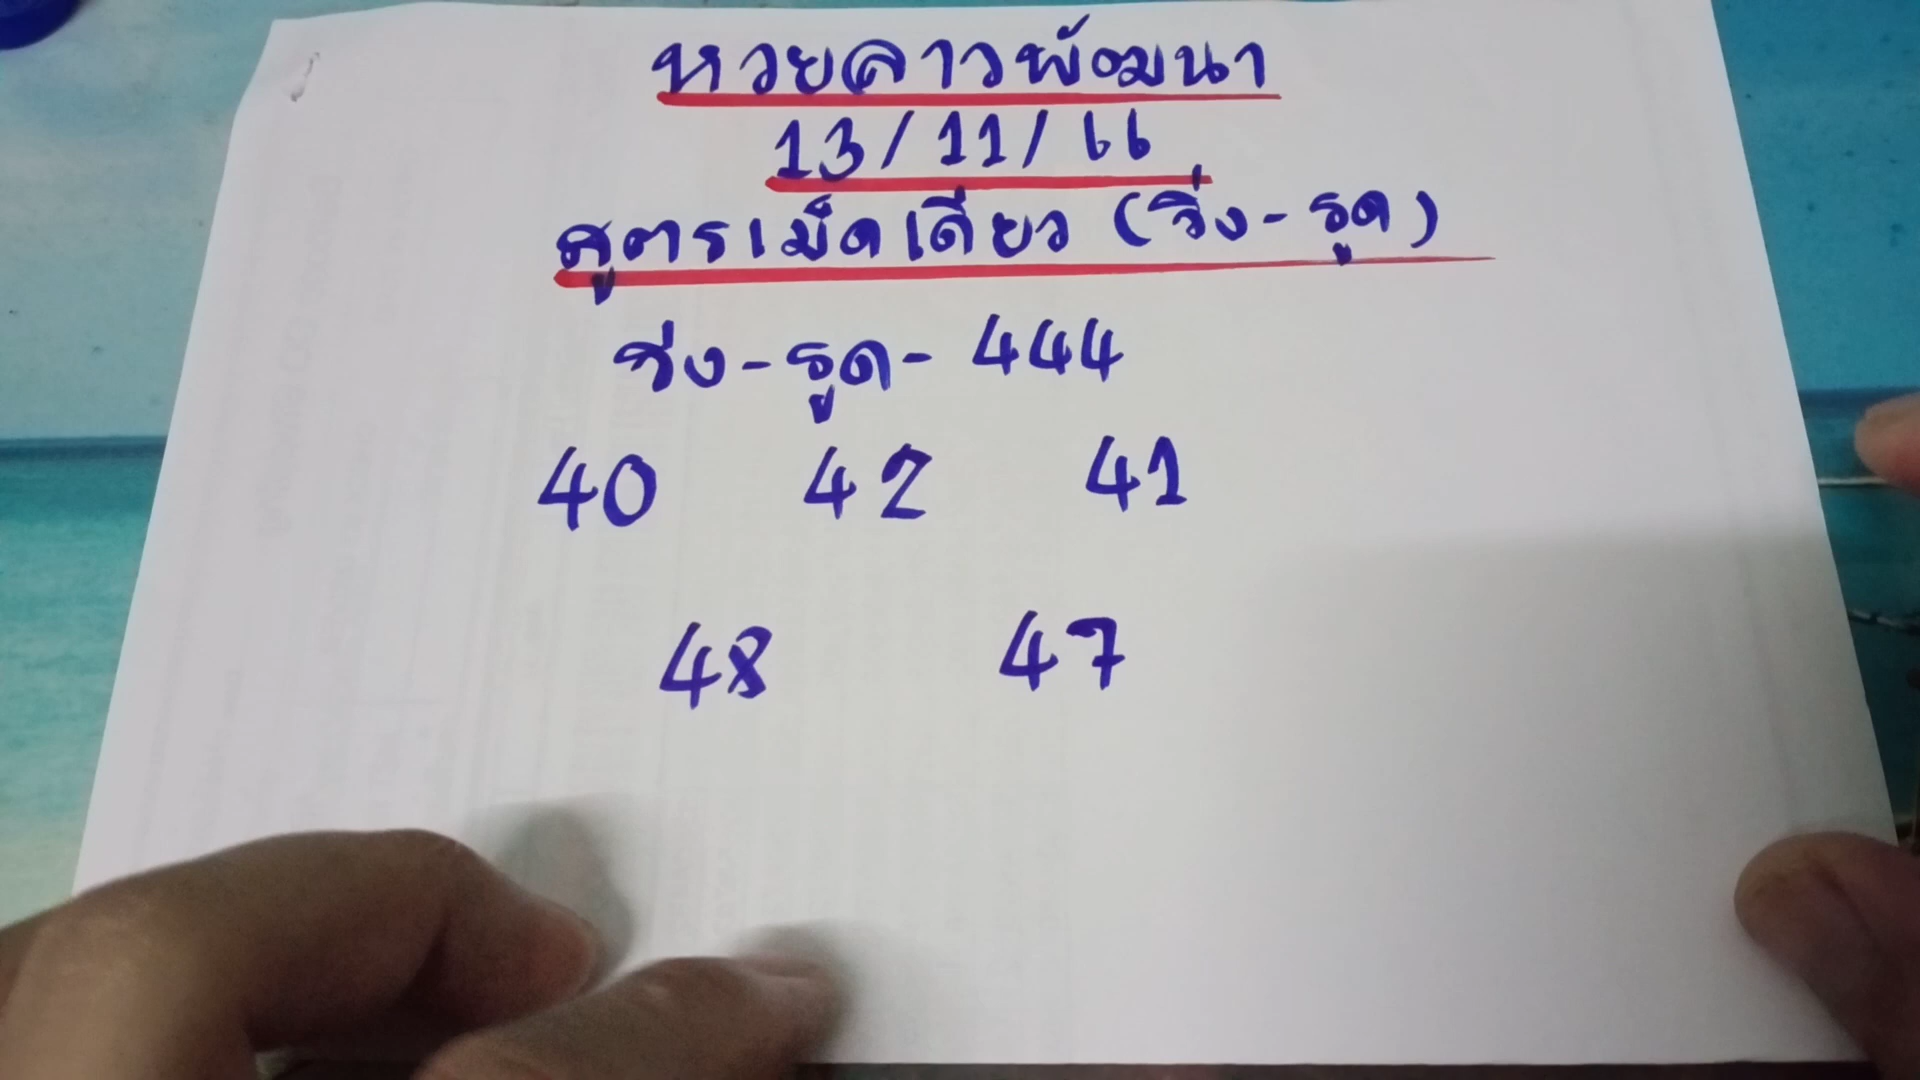 หวยลาวพัฒนา
13/11/66
สูตรเม็ดเดียว (วิ่ง-รูด)
วิ่ง-รูด-444
40 42 41
48 47